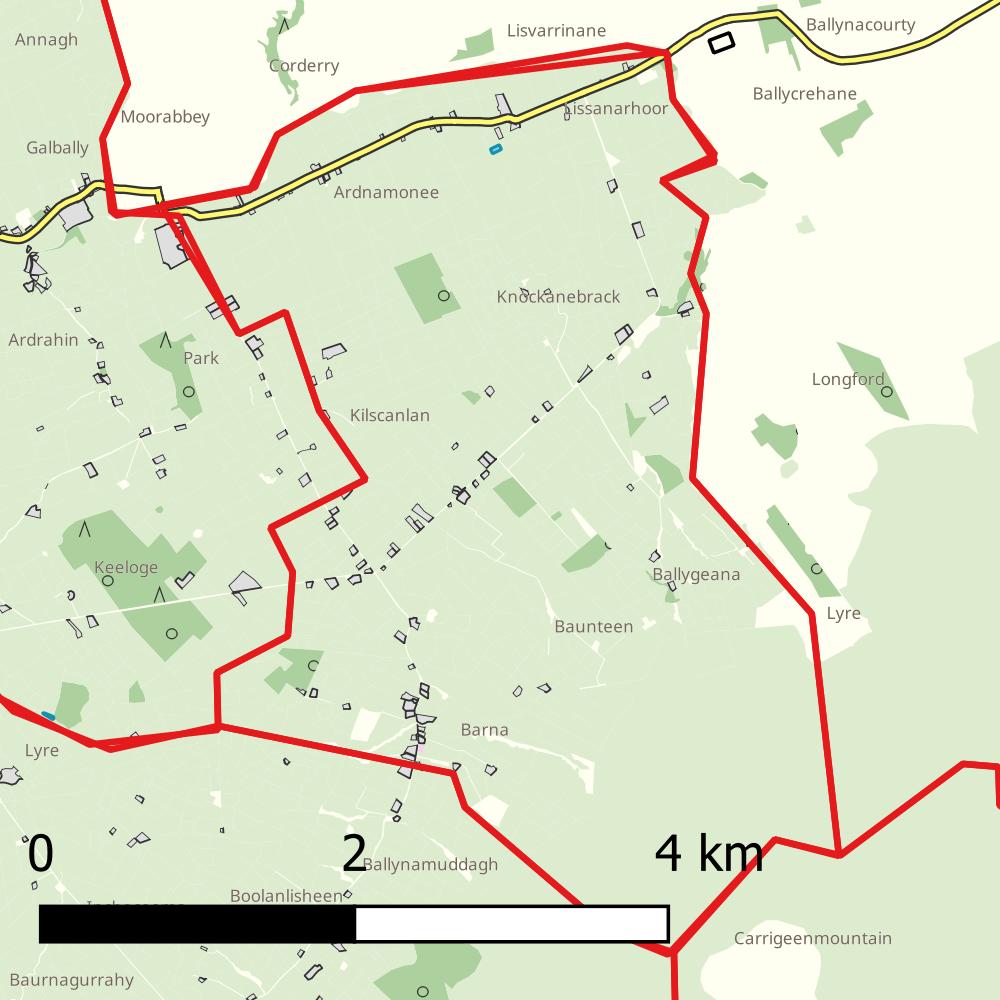 Annagh
Lisvarrinane
Ballynacourty
Corderry
Ballycrehane
Moorabbey
Lissanarhoor
Galbally
Ardnamonee
Knockanebrack
Ardrahin
Park
Longford
Kilscanlan
Keeloge
Ballygeana
Lyre
Baunteen
Barna
Lyre
0 2 4 km
Ballynamuddagh
Boolanlisheen
Carrigeenmountain
Baurnagurrahy